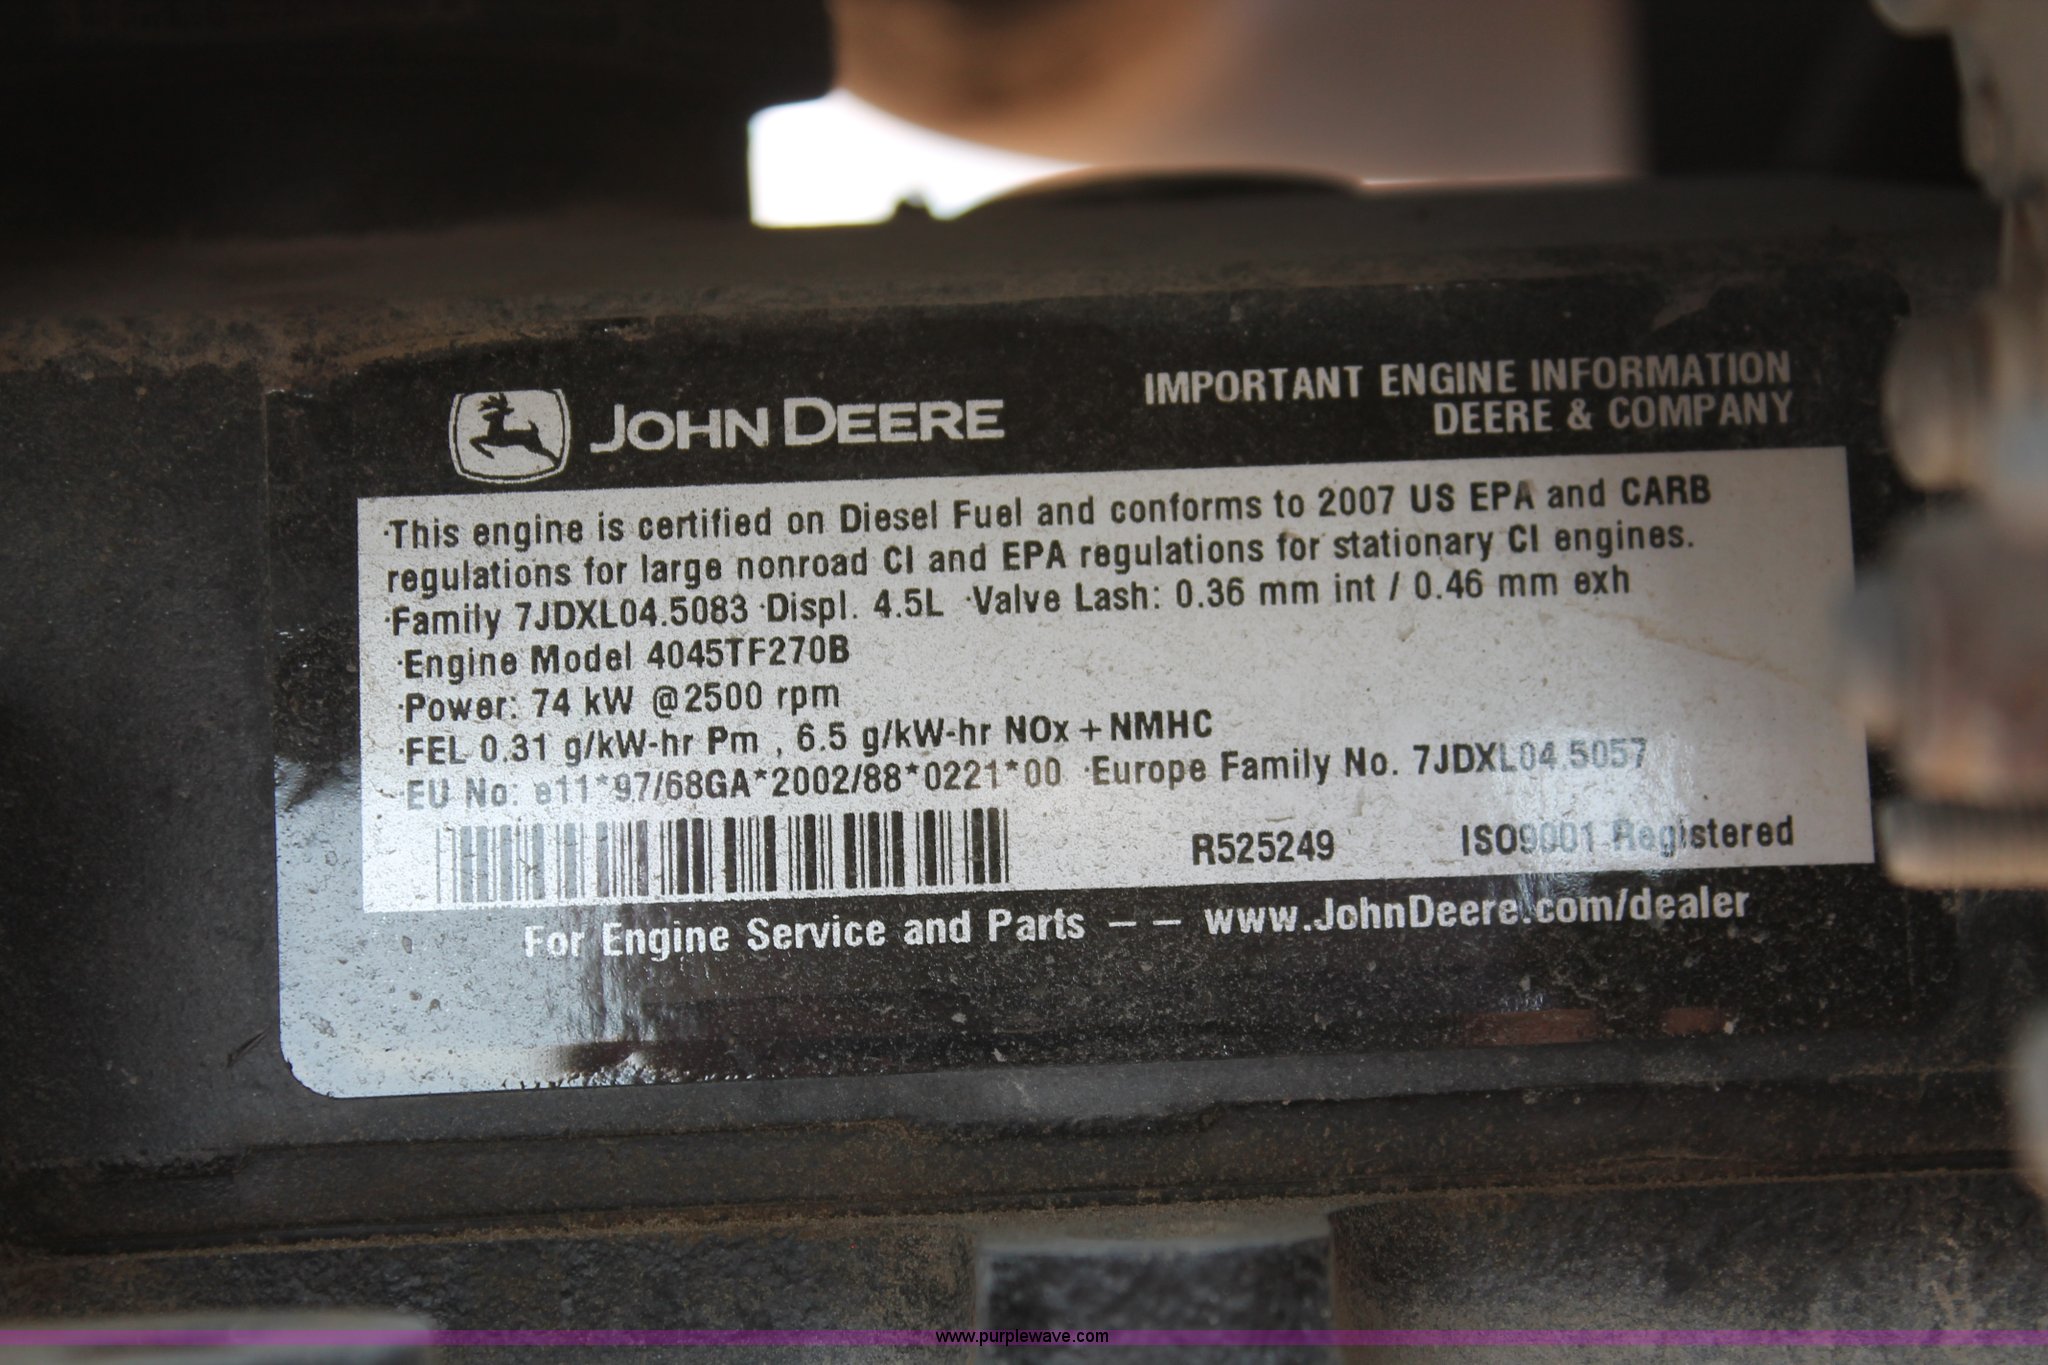 JOHN DEERE
IMPORTANT ENGINE INFORMATION
DEERE & COMPANY
·This engine is certified on Diesel Fuel and conforms to 2007 US EPA and CARB
regulations for large nonroad CI and EPA regulations for stationary CI engines.
·Family 7JDXL04.5083 ·Displ. 4.5L ·Valve Lash: 0.36 mm int / 0.46 mm exh
·Engine Model 4045TF270B
·Power: 74 kW @2500 rpm
·FEL 0.31 g/kW-hr Pm , 6.5 g/kW-hr NOx + NMHC
·EU No: e11*97/68GA*2002/88*0221*00 ·Europe Family No. 7JDXL04.5057
R525249 ISO9001 Registered
For Engine Service and Parts – – www.JohnDeere.com/dealer
www.purplewave.com